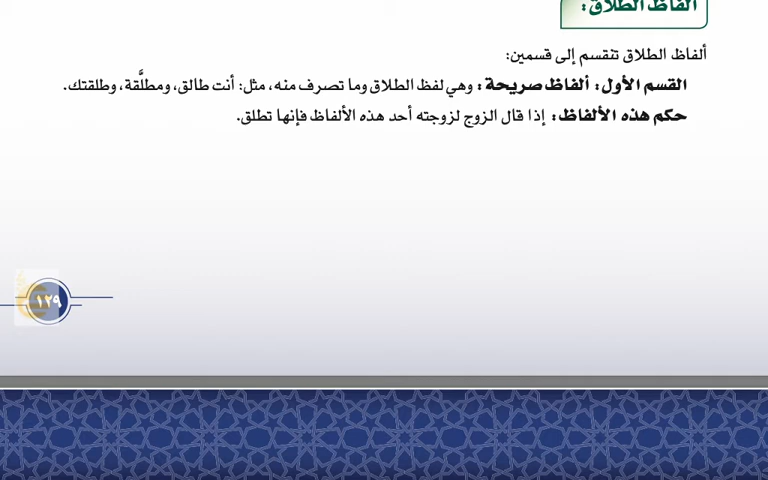 ألفاظ الطلاق:
ألفاظ الطلاق تنقسم إلى قسمين:
القسم الأول: ألفاظ صريحة: وهي لفظ الطلاق وما تصرف منه، مثل: أنت طالق، ومطلَّقة، وطلقتك.
حكم هذه الألفاظ: إذا قال الزوج لزوجته أحد هذه الألفاظ فإنها تطلق.
١٢٩